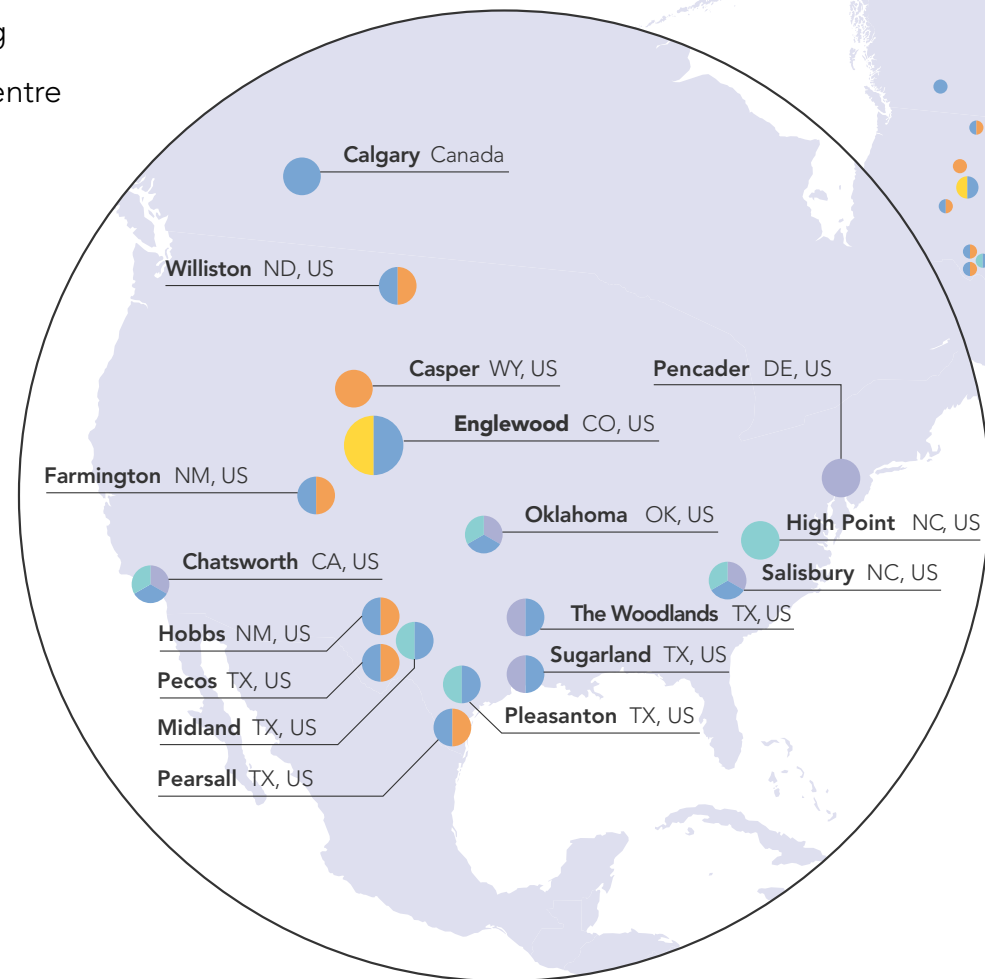 g
entre
Calgary Canada
Williston ND, US
Casper WY, US
Pencader DE, US
Englewood CO, US
Farmington NM, US
Oklahoma OK, US
High Point NC, US
Chatsworth CA, US
Salisbury NC, US
The Woodlands TX, US
Hobbs NM, US
Sugarland TX, US
Pecos TX, US
Pleasanton TX, US
Midland TX, US
Pearsall TX, US